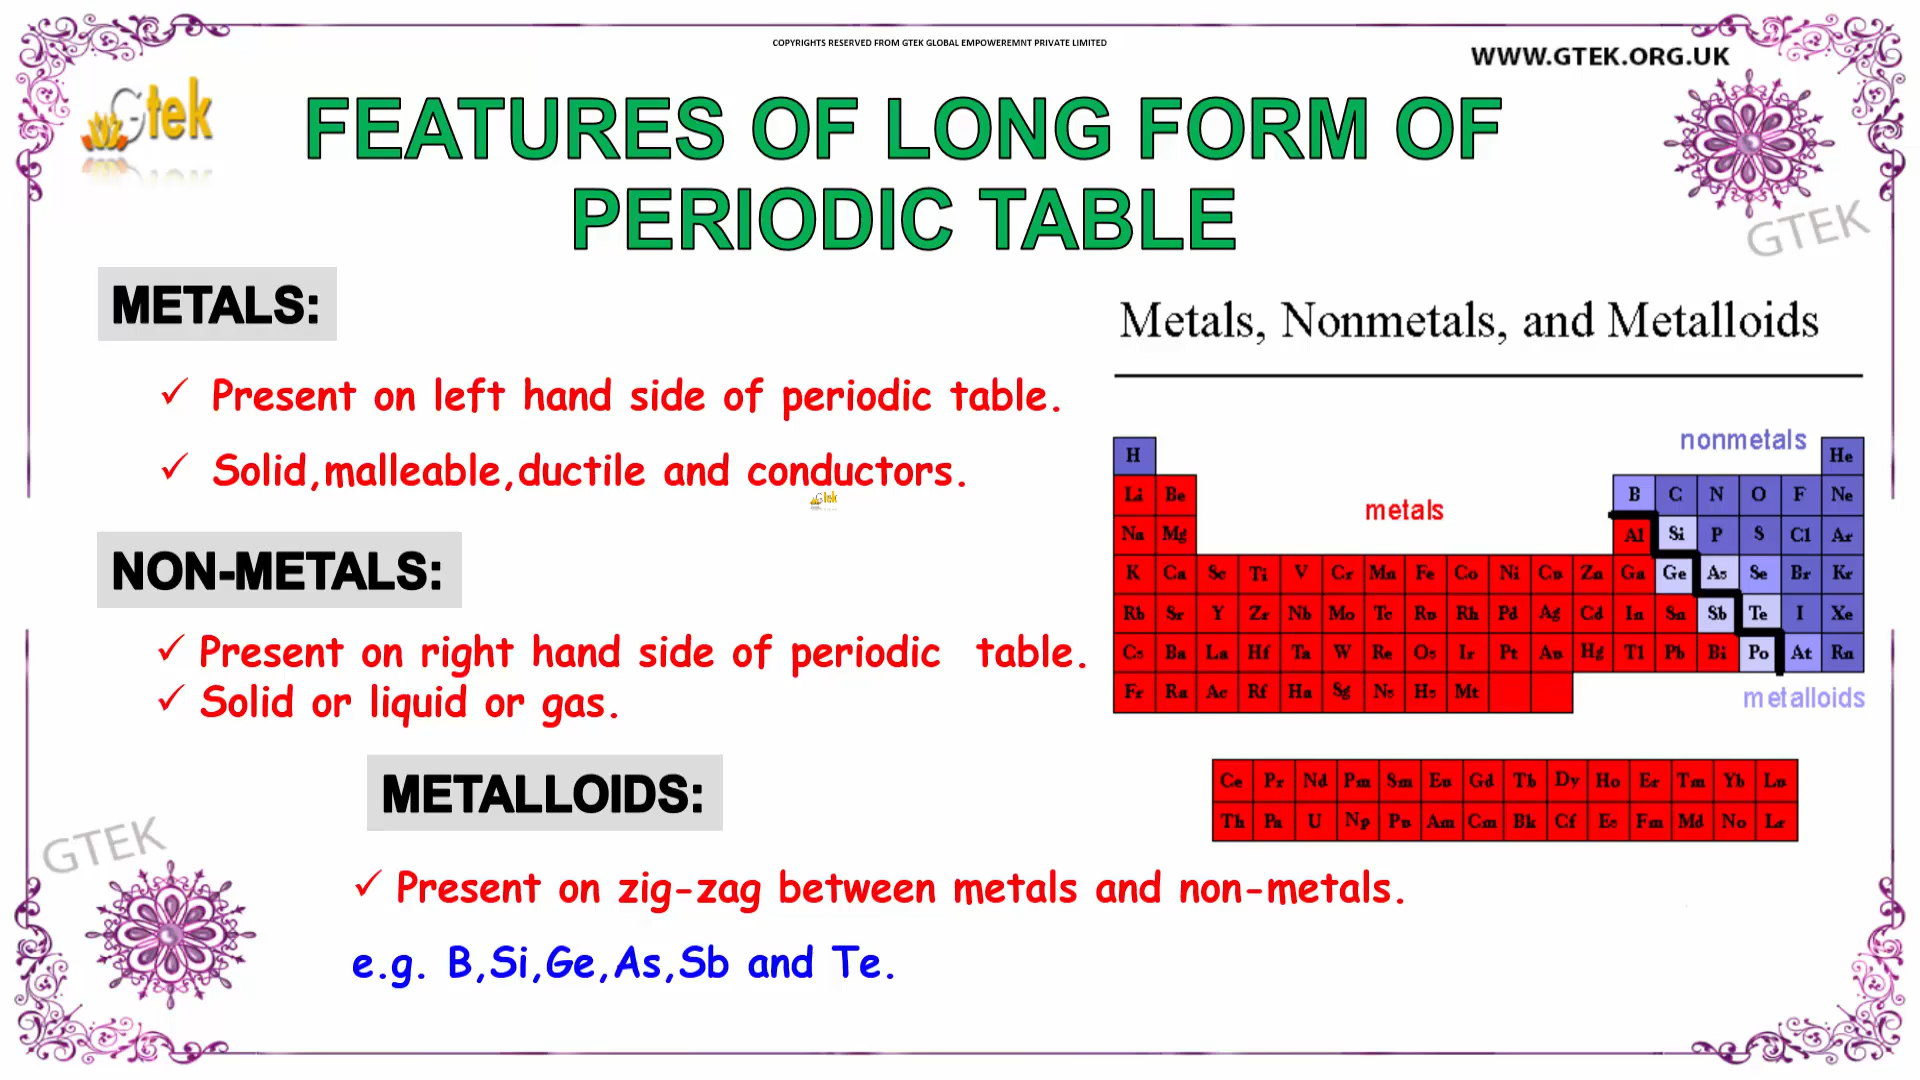 COPYRIGHTS RESERVED FROM GTEK GLOBAL EMPOWEREMNT PRIVATE LIMITED
WWW.GTEK.ORG.UK
Gtek
FEATURES OF LONG FORM OF
PERIODIC TABLE
GTEK
METALS:
✓ Present on left hand side of periodic table.
✓ Solid,malleable,ductile and conductors.
Gtek
NON-METALS:
✓ Present on right hand side of periodic table.
✓ Solid or liquid or gas.
Metals, Nonmetals, and Metalloids
nonmetals
metals
H He
Li Be B C N O F Ne
Na Mg Al Si P S Cl Ar
K Ca Sc Ti V Cr Mn Fe Co Ni Cu Zn Ga Ge As Se Br Kr
Rb Sr Y Zr Nb Mo Tc Ru Rh Pd Ag Cd In Sn Sb Te I Xe
Cs Ba La Hf Ta W Re Os Ir Pt Au Hg Tl Pb Bi Po At Rn
Fr Ra Ac Rf Ha Sg Ns Hs Mt
metalloids
Ce Pr Nd Pm Sm Eu Gd Tb Dy Ho Er Tm Yb Lu
Th Pa U Np Pu Am Cm Bk Cf Es Fm Md No Lr
METALLOIDS:
GTEK
✓ Present on zig-zag between metals and non-metals.
e.g. B,Si,Ge,As,Sb and Te.